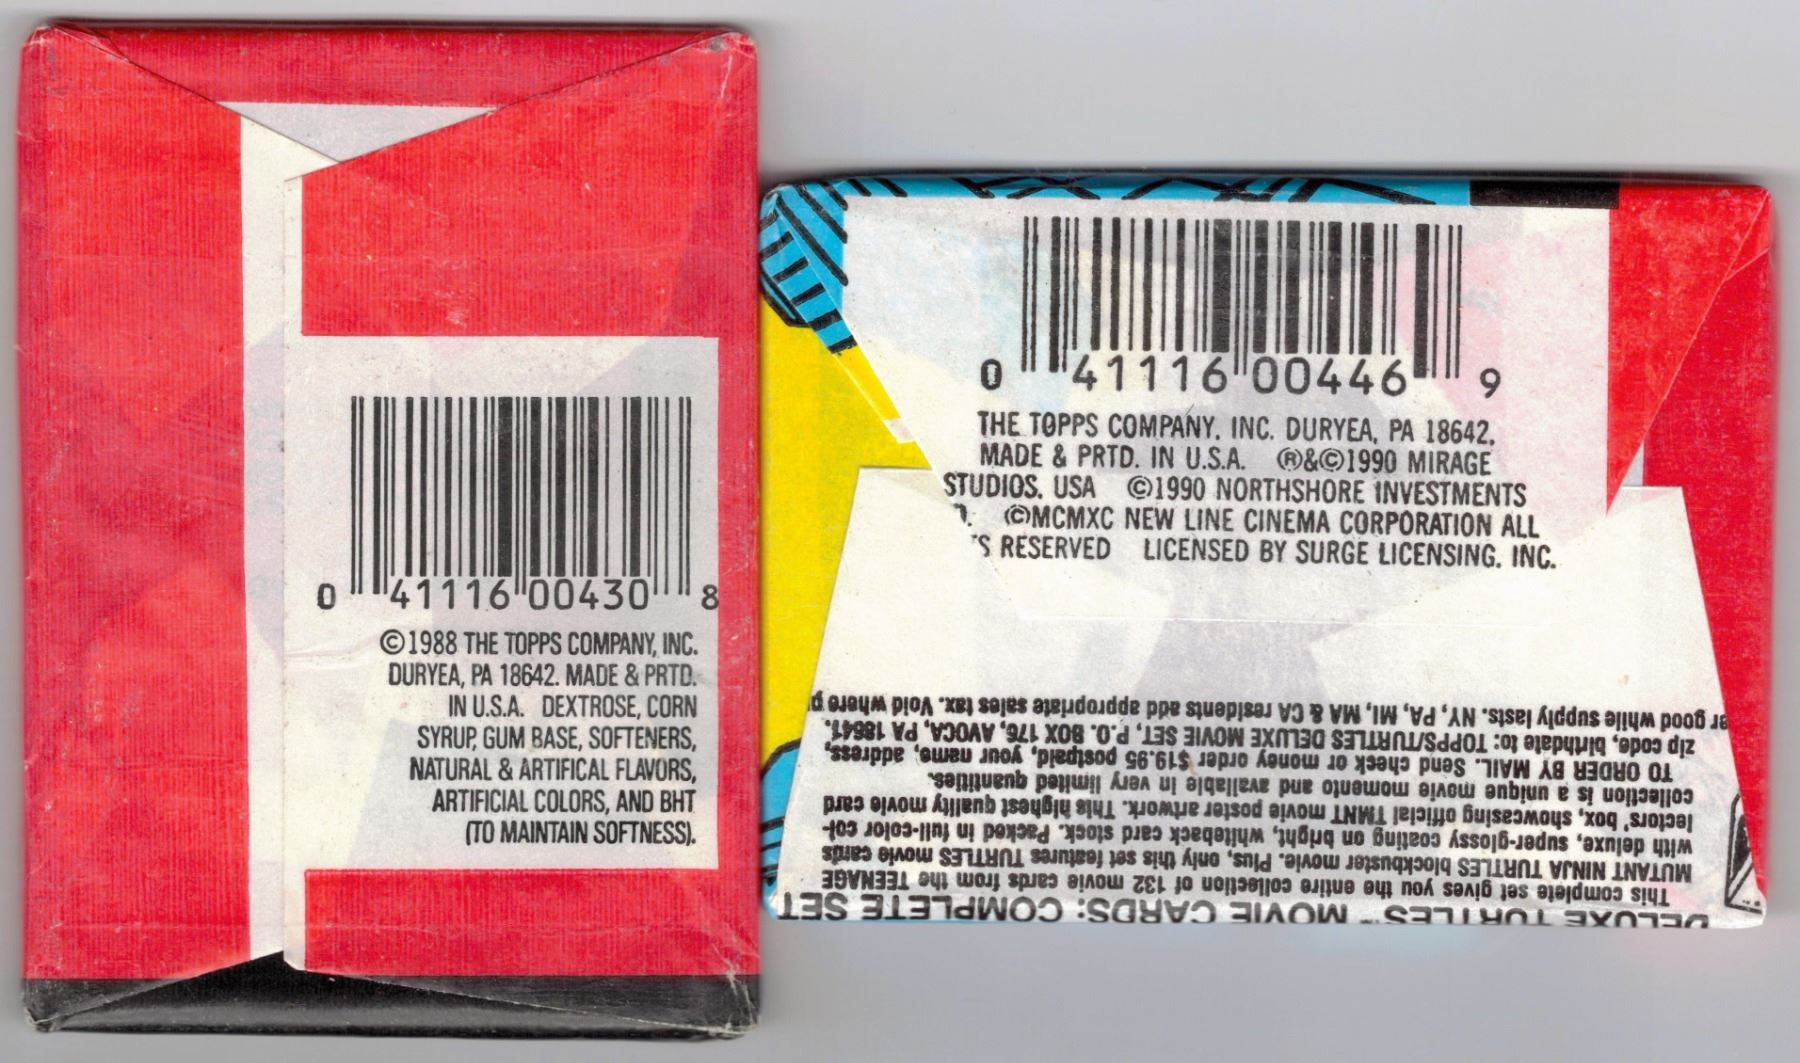 0 41116 00430 8
©1988 THE TOPPS COMPANY, INC.
DURYEA, PA 18642. MADE & PRTD.
IN U.S.A. DEXTROSE, CORN
SYRUP, GUM BASE, SOFTENERS,
NATURAL & ARTIFICAL FLAVORS,
ARTIFICIAL COLORS, AND BHT
(TO MAINTAIN SOFTNESS).
0 41116 00446 9
THE TOPPS COMPANY, INC. DURYEA, PA 18642.
MADE & PRTD. IN U.S.A. ®&©1990 MIRAGE
STUDIOS, USA ©1990 NORTHSHORE INVESTMENTS
©MCMXC NEW LINE CINEMA CORPORATION ALL
'S RESERVED LICENSED BY SURGE LICENSING, INC.
DELUXE TURTLES™ MOVIE CARDS: COMPLETE SET
This complete set gives you the entire collection of 132 movie cards from the TEENAGE
MUTANT NINJA TURTLES blockbuster movie. Plus, only this set features TURTLES movie cards
with deluxe, super-glossy coating on bright, whiteback card stock. Packed in full-color col-
lectors' box, showcasing official TMNT movie poster artwork. This highest quality movie card
collection is a unique movie momento and available in very limited quantities.
TO ORDER BY MAIL. Send check or money order $19.95 postpaid, your name, address,
zip code, birthdate to: TOPPS/TURTLES DELUXE MOVIE SET, P.O. BOX 176, AVOCA, PA 18641.
er good while supply lasts. NY, PA, MI, MA & CA residents add appropriate sales tax. Void where p